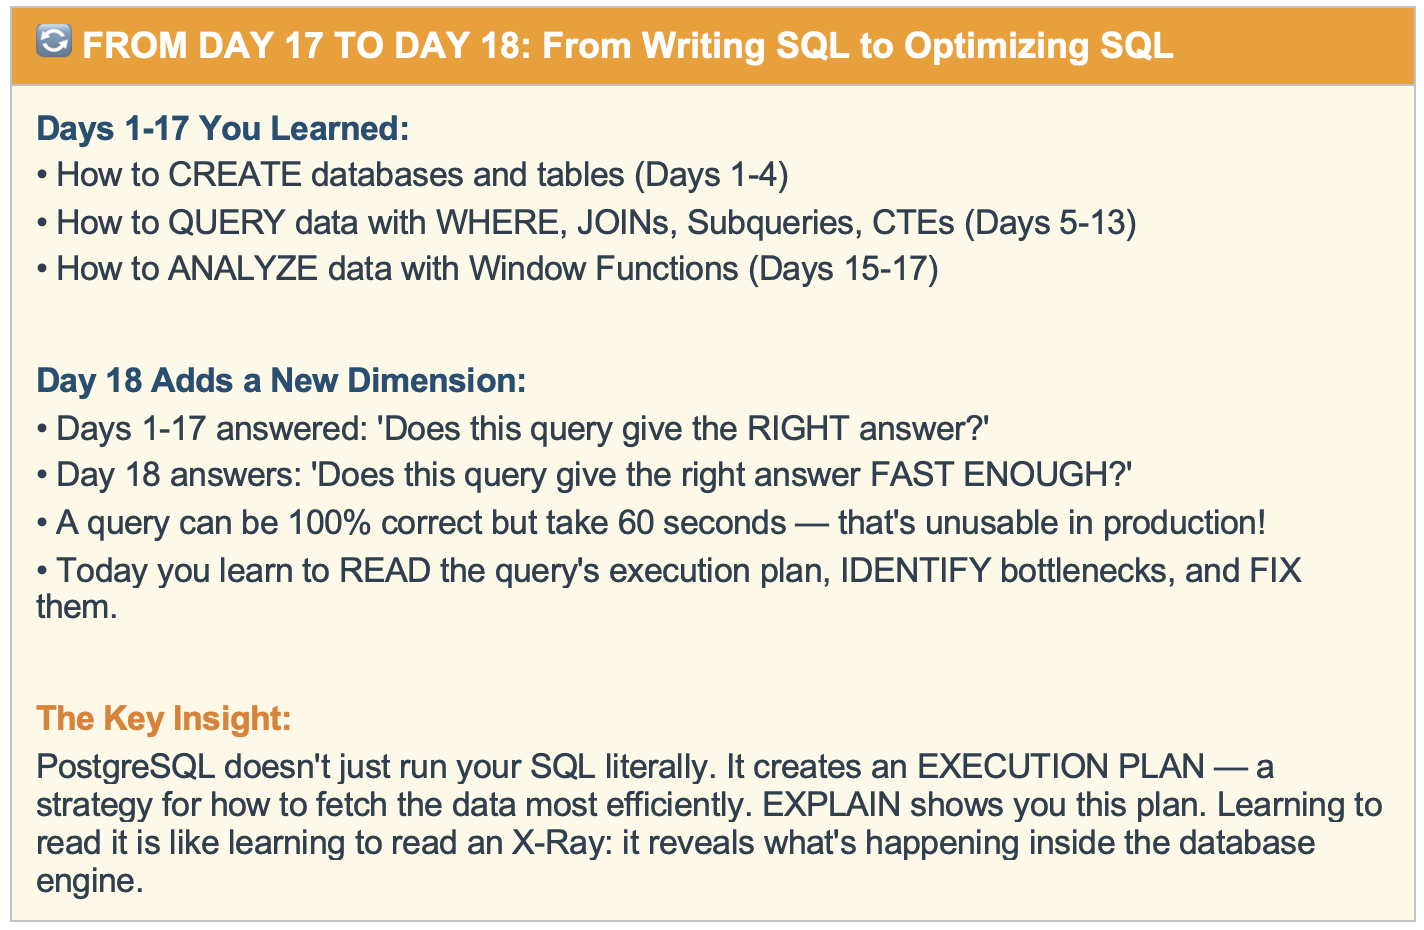 FROM DAY 17 TO DAY 18: From Writing SQL to Optimizing SQL
Days 1-17 You Learned:
• How to CREATE databases and tables (Days 1-4)
• How to QUERY data with WHERE, JOINs, Subqueries, CTEs (Days 5-13)
• How to ANALYZE data with Window Functions (Days 15-17)
Day 18 Adds a New Dimension:
• Days 1-17 answered: 'Does this query give the RIGHT answer?'
• Day 18 answers: 'Does this query give the right answer FAST ENOUGH?'
• A query can be 100% correct but take 60 seconds — that's unusable in production!
• Today you learn to READ the query's execution plan, IDENTIFY bottlenecks, and FIX
them.
The Key Insight:
PostgreSQL doesn't just run your SQL literally. It creates an EXECUTION PLAN — a
strategy for how to fetch the data most efficiently. EXPLAIN shows you this plan. Learning to
read it is like learning to read an X-Ray: it reveals what's happening inside the database
engine.